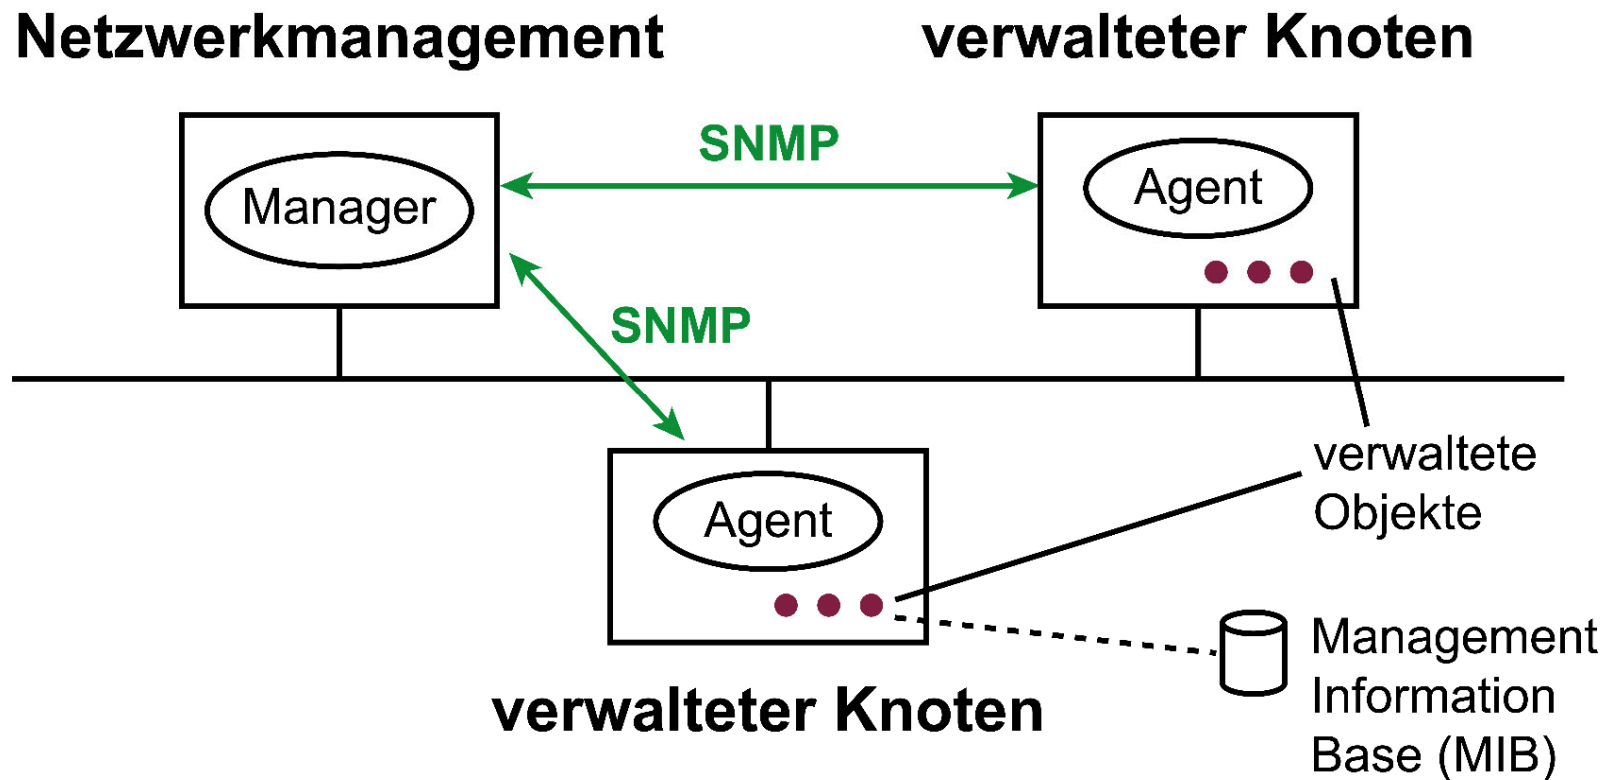 Netzwerkmanagement
verwalteter Knoten
SNMP
Manager
Agent
SNMP
verwaltete
Objekte
Agent
Management
Information
Base (MIB)
verwalteter Knoten